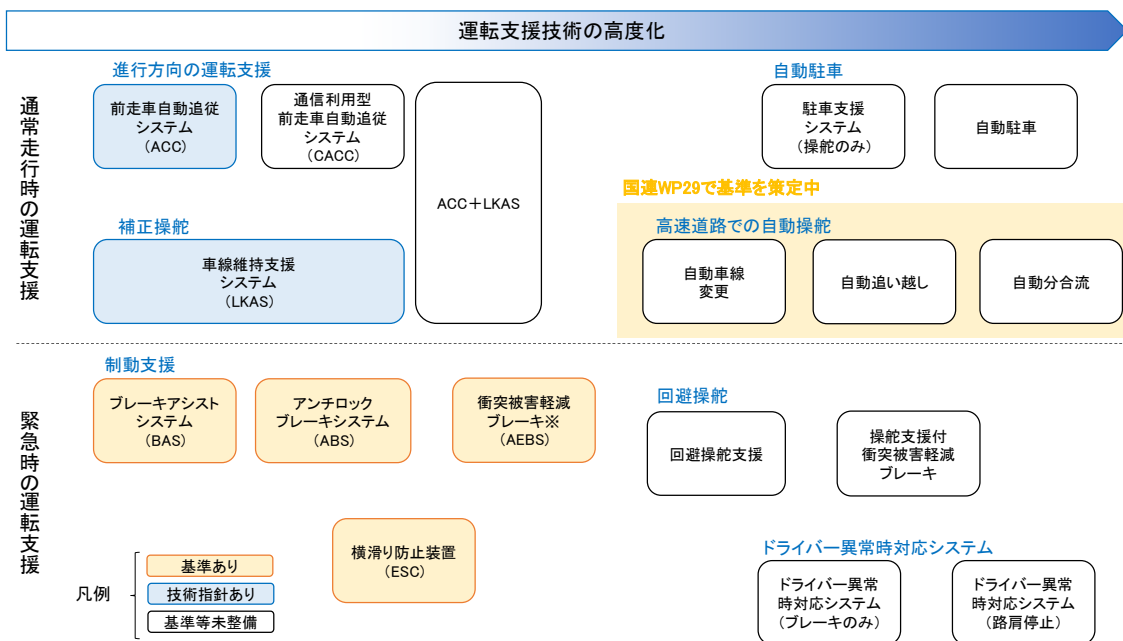 運転支援技術の高度化
通常走行時の運転支援
進行方向の運転支援
前走車自動追従
システム
(ACC)
通信利用型
前走車自動追従
システム
(CACC)
ACC+LKAS
補正操舵
車線維持支援
システム
(LKAS)
自動駐車
駐車支援
システム
(操舵のみ)
自動駐車
国連WP29で基準を策定中
高速道路での自動操舵
自動車線
変更
自動追い越し
自動分合流
緊急時の運転支援
制動支援
ブレーキアシスト
システム
(BAS)
アンチロック
ブレーキシステム
(ABS)
衝突被害軽減
ブレーキ※
(AEBS)
横滑り防止装置
(ESC)
回避操舵
回避操舵支援
操舵支援付
衝突被害軽減
ブレーキ
ドライバー異常時対応システム
ドライバー異常
時対応システム
(ブレーキのみ)
ドライバー異常
時対応システム
(路肩停止)
凡例
基準あり
技術指針あり
基準等未整備